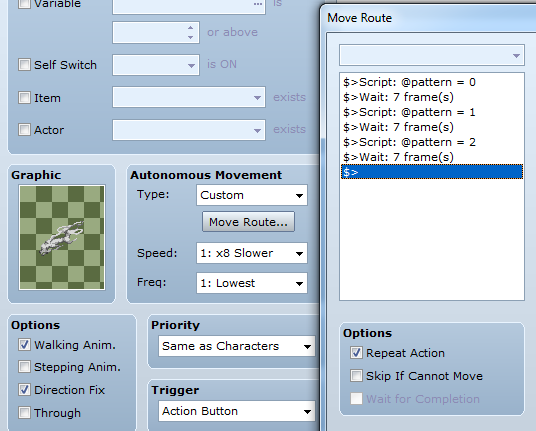 Variable ... is
or above
Self Switch is ON
Item exists
Actor exists
Graphic
Autonomous Movement
Type: Custom
Move Route...
Speed: 1: x8 Slower
Freq: 1: Lowest
Options
Walking Anim.
Stepping Anim.
Direction Fix
Through
Priority
Same as Characters
Trigger
Action Button
Move Route
$>Script: @pattern = 0
$>Wait: 7 frame(s)
$>Script: @pattern = 1
$>Wait: 7 frame(s)
$>Script: @pattern = 2
$>Wait: 7 frame(s)
$>
Options
Repeat Action
Skip If Cannot Move
Wait for Completion